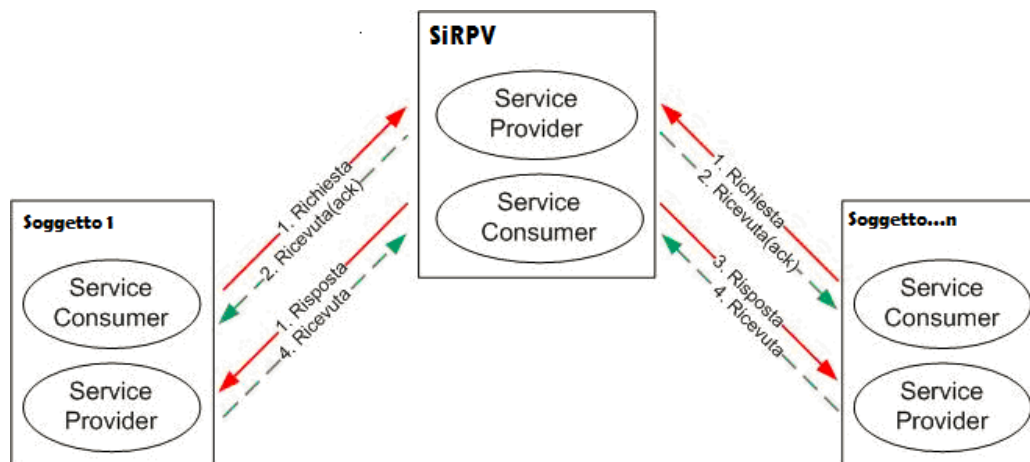 SiRPV
Service
Provider
Service
Consumer
Soggetto 1
Service
Consumer
Service
Provider
1. Richiesta
2. Ricevuta(ack)
1. Risposta
4. Ricevuta
1. Richiesta
2. Ricevuta(ack)
3. Risposta
4. Ricevuta
Soggetto...n
Service
Consumer
Service
Provider